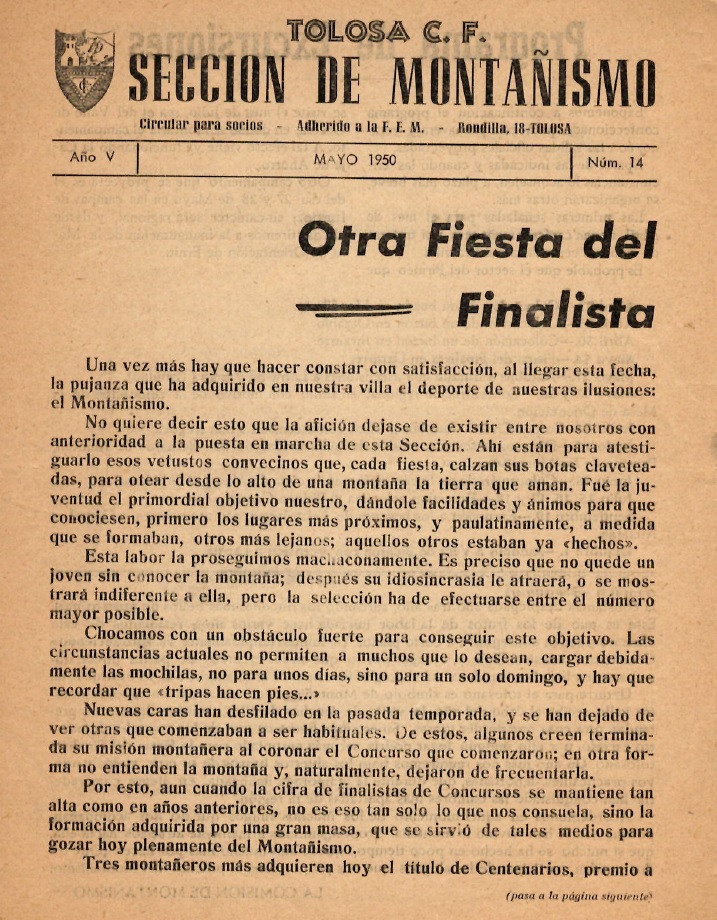 TOLOSA C. F.
SECCION DE MONTAÑISMO
Circular para socios - Adherido a la F. E. M. - Rondilla, 18-TOLOSA
Año V
MAYO 1950
Núm. 14
Otra Fiesta del
Finalista
Una vez más hay que hacer constar con satisfacción, al llegar esta fecha,
la pujanza que ha adquirido en nuestra villa el deporte de nuestras ilusiones:
el Montañismo.
No quiere decir esto que la afición dejase de existir entre nosotros con
anterioridad a la puesta en marcha de esta Sección. Ahí están para atesti-
guarlo esos vetustos convecinos que, cada fiesta, calzan sus botas clavetea-
das, para otear desde lo alto de una montaña la tierra que aman. Fué la ju-
ventud el primordial objetivo nuestro, dándole facilidades y ánimos para que
conociesen, primero los lugares más próximos, y paulatinamente, a medida
que se formaban, otros más lejanos; aquellos otros estaban ya «hechos».
Esta labor la proseguimos machaconamente. Es preciso que no quede un
joven sin conocer la montaña; después su idiosincrasia le atraerá, o se mos-
trará indiferente a ella, pero la selección ha de efectuarse entre el número
mayor posible.
Chocamos con un obstáculo fuerte para conseguir este objetivo. Las
circunstancias actuales no permiten a muchos que lo desean, cargar debida-
mente las mochilas, no para unos días, sino para un solo domingo, y hay que
recordar que «tripas hacen pies...»
Nuevas caras han desfilado en la pasada temporada, y se han dejado de
ver otras que comenzaban a ser habituales. De estos, algunos creen termina-
da su misión montañera al coronar el Concurso que comenzaron; en otra for-
ma no entienden la montaña y, naturalmente, dejaron de frecuentarla.
Por esto, aun cuando la cifra de finalistas de Concursos se mantiene tan
alta como en años anteriores, no es eso tan solo lo que nos consuela, sino la
formación adquirida por una gran masa, que se sirvió de tales medios para
gozar hoy plenamente del Montañismo.
Tres montañeros más adquieren hoy el título de Centenarios, premio a
(pasa a la página siguiente)